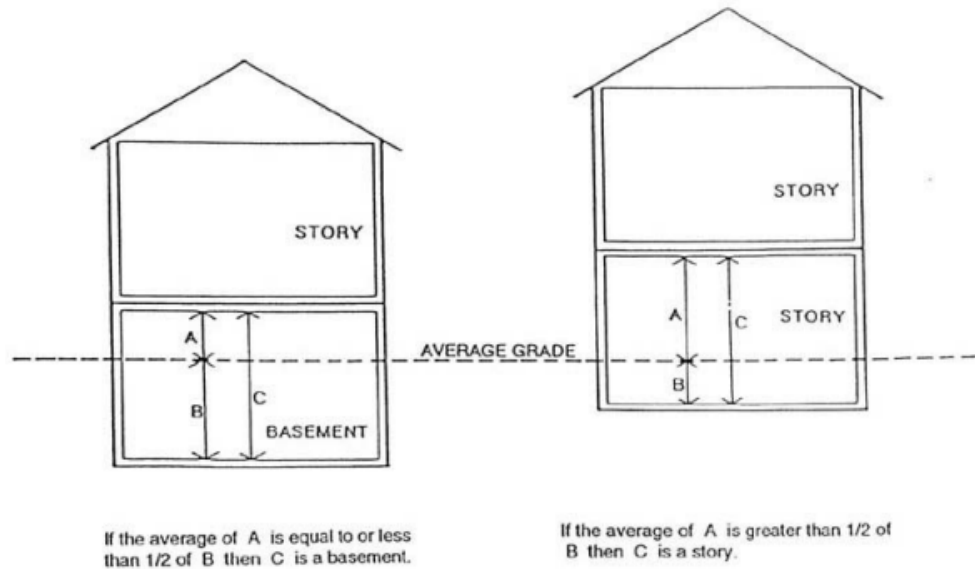 STORY
A
B
C
BASEMENT
AVERAGE GRADE
STORY
A
C
STORY
B
If the average of A is equal to or less
than 1/2 of B then C is a basement.
If the average of A is greater than 1/2 of
B then C is a story.